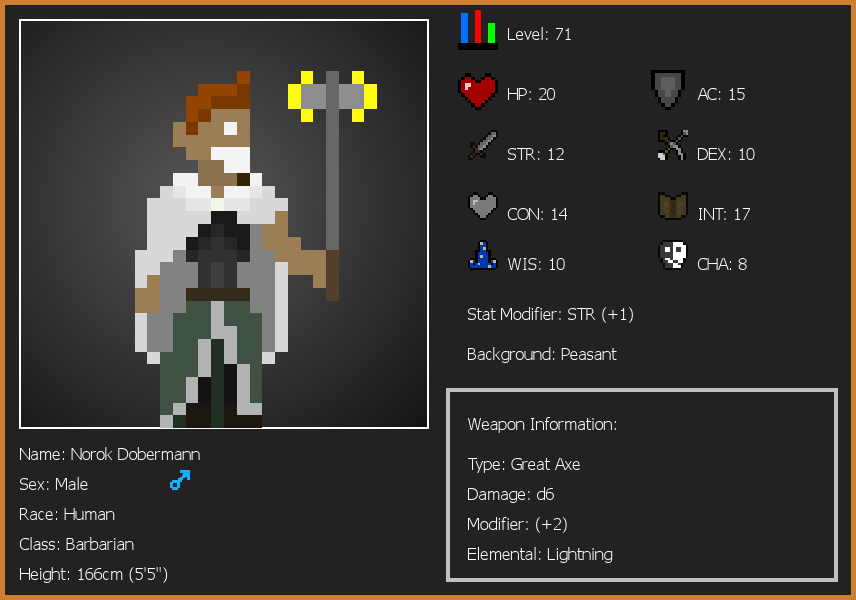 Level: 71
HP: 20
AC: 15
STR: 12
DEX: 10
CON: 14
INT: 17
WIS: 10
CHA: 8
Stat Modifier: STR (+1)
Background: Peasant
Weapon Information:
Type: Great Axe
Damage: d6
Modifier: (+2)
Elemental: Lightning
Name: Norok Dobermann
Sex: Male
Race: Human
Class: Barbarian
Height: 166cm (5'5")